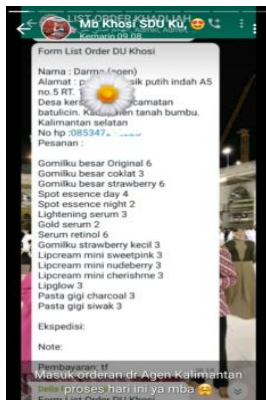 LIST ORDER KHADIJAH
Mb Khosi SDU Ku,
Kemarin 09.08
Form List Order DU Khosi
Nama : Darma (agen)
Alamat : sik putih indah A5
no.5 RT.
Desa camatan
batulicin. tanah bumbu.
Kalimantan selatan
No hp :
Pesanan :
Gomilku besar Original 6
Gomilku besar coklat 3
Gomilku besar strawberry 6
Spot essence day 4
Spot essence night 2
Lightening serum 3
Gold serum 2
Serum retinol 6
Gomilku strawberry kecil 3
Lipcream mini sweetpink 3
Lipcream mini nudeberry 3
Lipcream mini cherishme 3
Lipglow 3
Pasta gigi charcoal 3
Pasta gigi siwak 3
Ekspedisi:
Note:
Pembayaran: tf
Masuk orderan dr Agen Kalimantan
proses hari ini ya mba
Form List Order DU Khosi